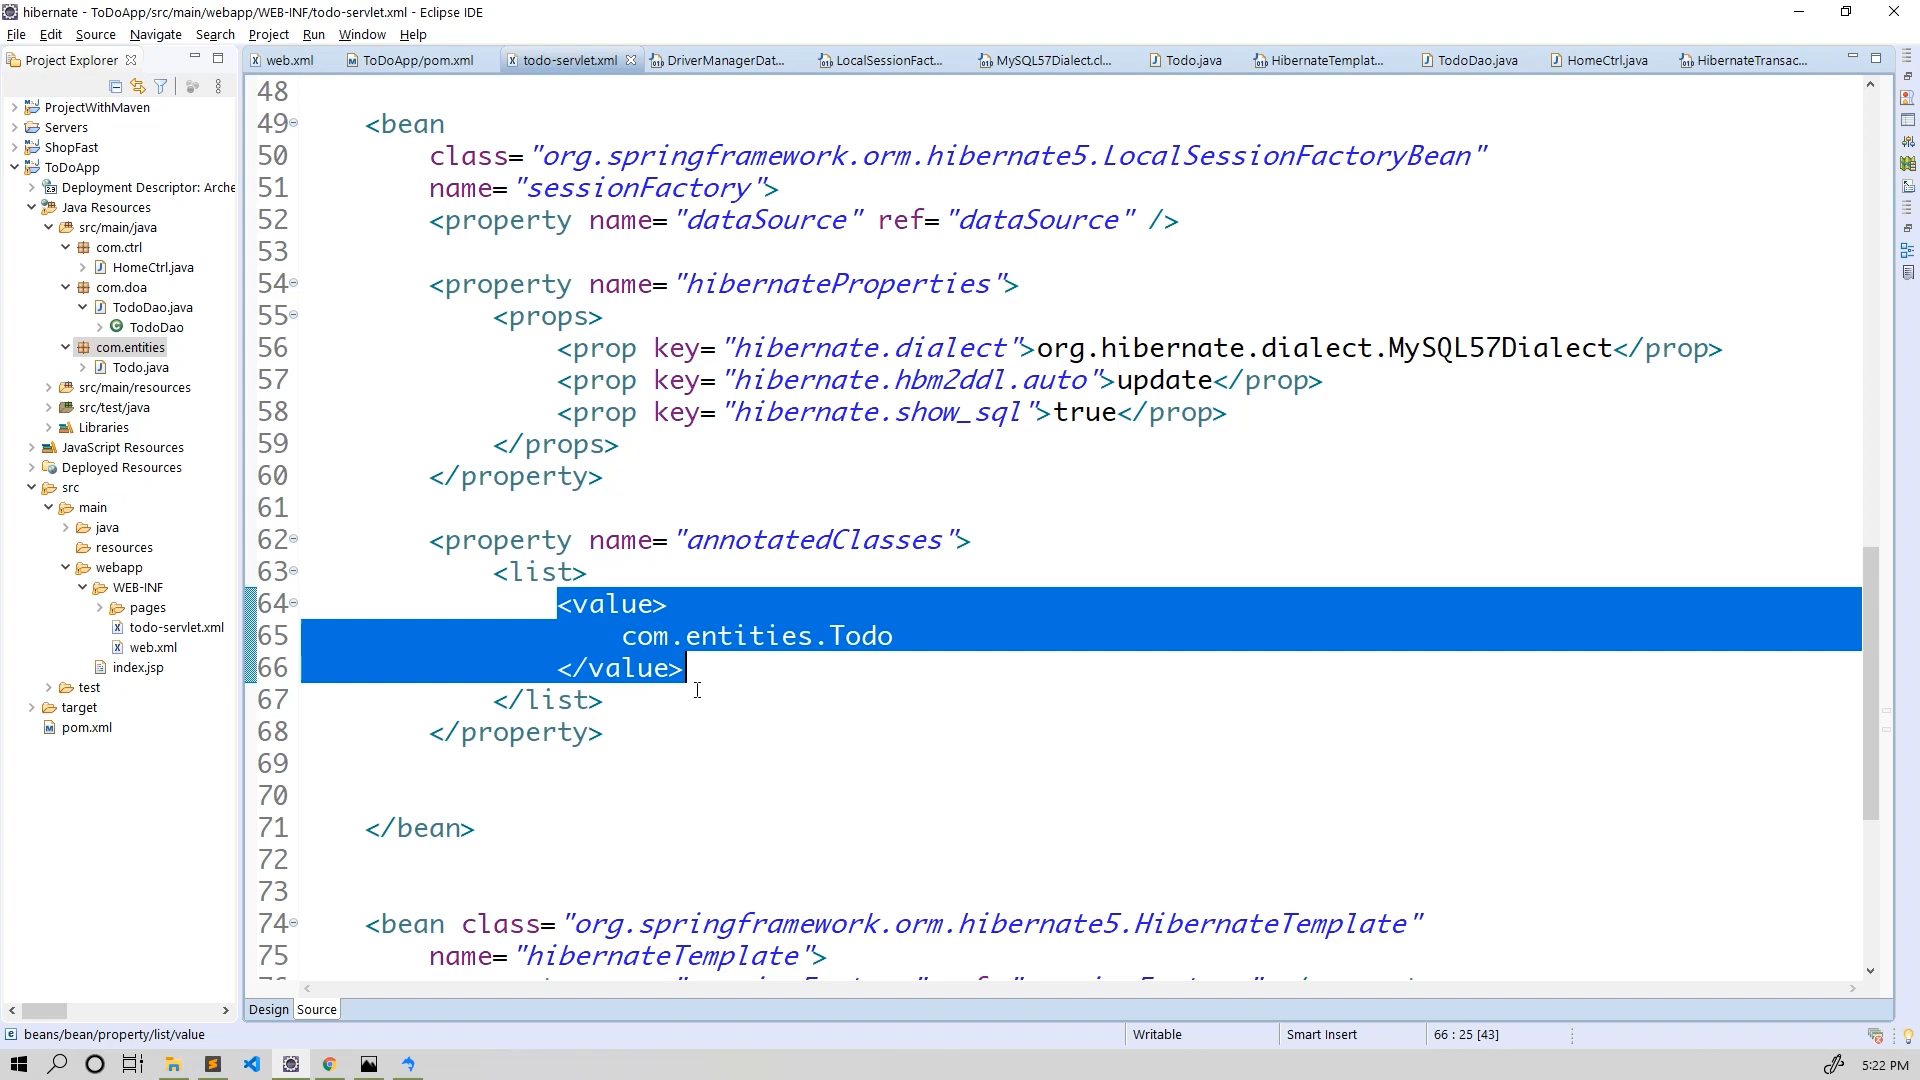 hibernate - ToDoApp/src/main/webapp/WEB-INF/todo-servlet.xml - Eclipse IDE
File Edit Source Navigate Search Project Run Window Help
Project Explorer
web.xml ToDoApp/pom.xml todo-servlet.xml DriverManagerDat... LocalSessionFact... MySQL57Dialect.cl... Todo.java HibernateTemplat... TodoDao.java HomeCtrl.java HibernateTransac...
ProjectWithMaven
Servers
ShopFast
ToDoApp
Deployment Descriptor: Arche
Java Resources
src/main/java
com.ctrl
HomeCtrl.java
com.doa
TodoDao.java
TodoDao
com.entities
Todo.java
src/main/resources
src/test/java
Libraries
JavaScript Resources
Deployed Resources
src
main
java
resources
webapp
WEB-INF
pages
todo-servlet.xml
web.xml
index.jsp
test
target
pom.xml
48
49 <bean
50 class="org.springframework.orm.hibernate5.LocalSessionFactoryBean"
51 name="sessionFactory">
52 <property name="dataSource" ref="dataSource" />
53
54 <property name="hibernateProperties">
55 <props>
56 <prop key="hibernate.dialect">org.hibernate.dialect.MySQL57Dialect</prop>
57 <prop key="hibernate.hbm2ddl.auto">update</prop>
58 <prop key="hibernate.show_sql">true</prop>
59 </props>
60 </property>
61
62 <property name="annotatedClasses">
63 <list>
64 <value>
65 com.entities.Todo
66 </value>
67 </list>
68 </property>
69
70
71 </bean>
72
73
74 <bean class="org.springframework.orm.hibernate5.HibernateTemplate"
75 name="hibernateTemplate">
Design Source
beans/bean/property/list/value Writable Smart Insert 66 : 25 [43]
5:22 PM